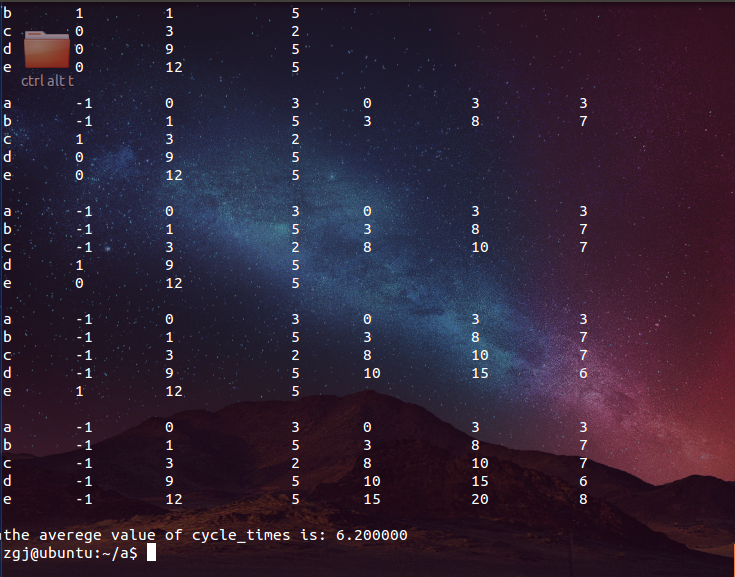 b 1 1 5
c 0 3 2
d 0 9 5
e 0 12 5
ctrl alt t
a -1 0 3 0 3 3
b -1 1 5 3 8 7
c 1 3 2
d 0 9 5
e 0 12 5
a -1 0 3 0 3 3
b -1 1 5 3 8 7
c -1 3 2 8 10 7
d 1 9 5
e 0 12 5
a -1 0 3 0 3 3
b -1 1 5 3 8 7
c -1 3 2 8 10 7
d -1 9 5 10 15 6
e 1 12 5
a -1 0 3 0 3 3
b -1 1 5 3 8 7
c -1 3 2 8 10 7
d -1 9 5 10 15 6
e -1 12 5 15 20 8
the averege value of cycle_times is: 6.200000
zgj@ubuntu:~/a$